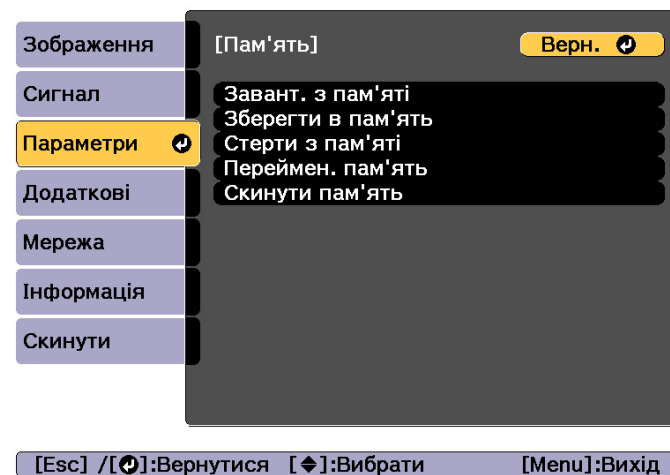 Зображення
Сигнал
Параметри
Додаткові
Мережа
Інформація
Скинути
[Пам'ять] Верн.
Завант. з пам'яті
Зберегти в пам'ять
Стерти з пам'яті
Переймен. пам'ять
Скинути пам'ять
[Esc] /[⏎]:Вернутися [◆]:Вибрати [Menu]:Вихід